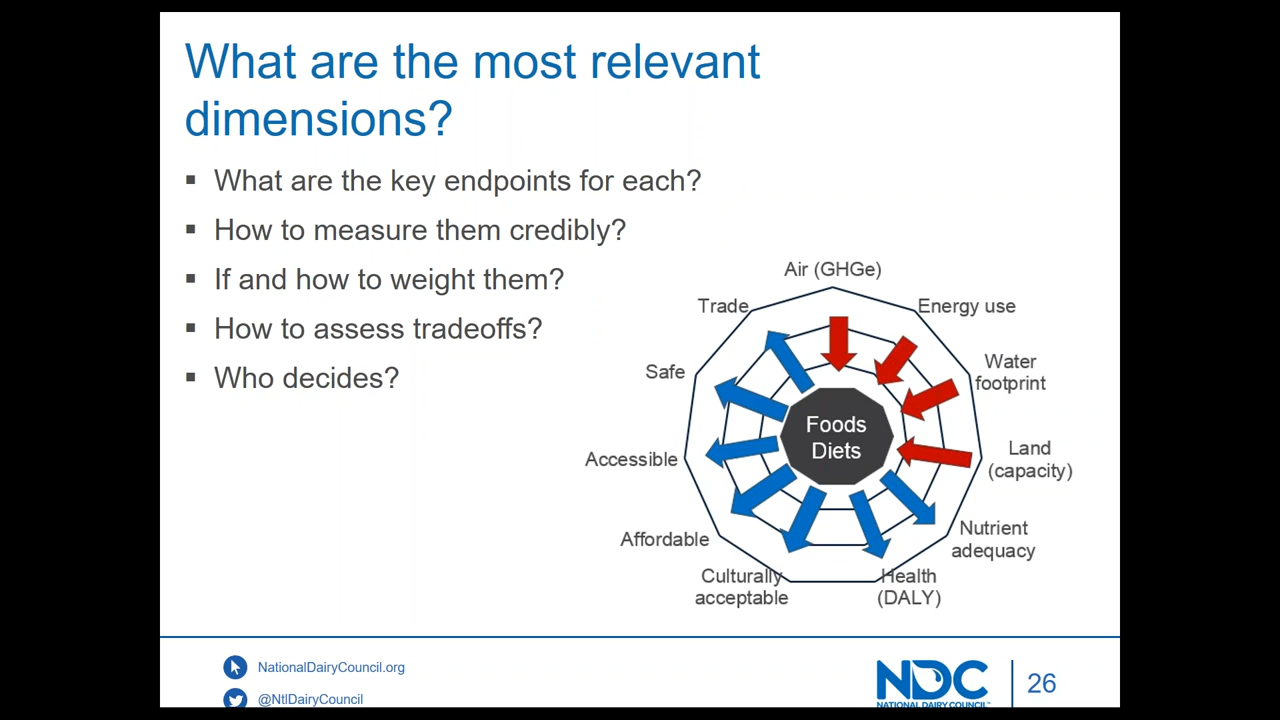 What are the most relevant
dimensions?
▪ What are the key endpoints for each?
▪ How to measure them credibly?
▪ If and how to weight them?
▪ How to assess tradeoffs?
▪ Who decides?
Air (GHGe)
Energy use
Water
footprint
Land
(capacity)
Nutrient
adequacy
Health
(DALY)
Culturally
acceptable
Affordable
Accessible
Safe
Trade
Foods
Diets
NationalDairyCouncil.org
@NtlDairyCouncil
NDC
NATIONAL DAIRY COUNCIL
26